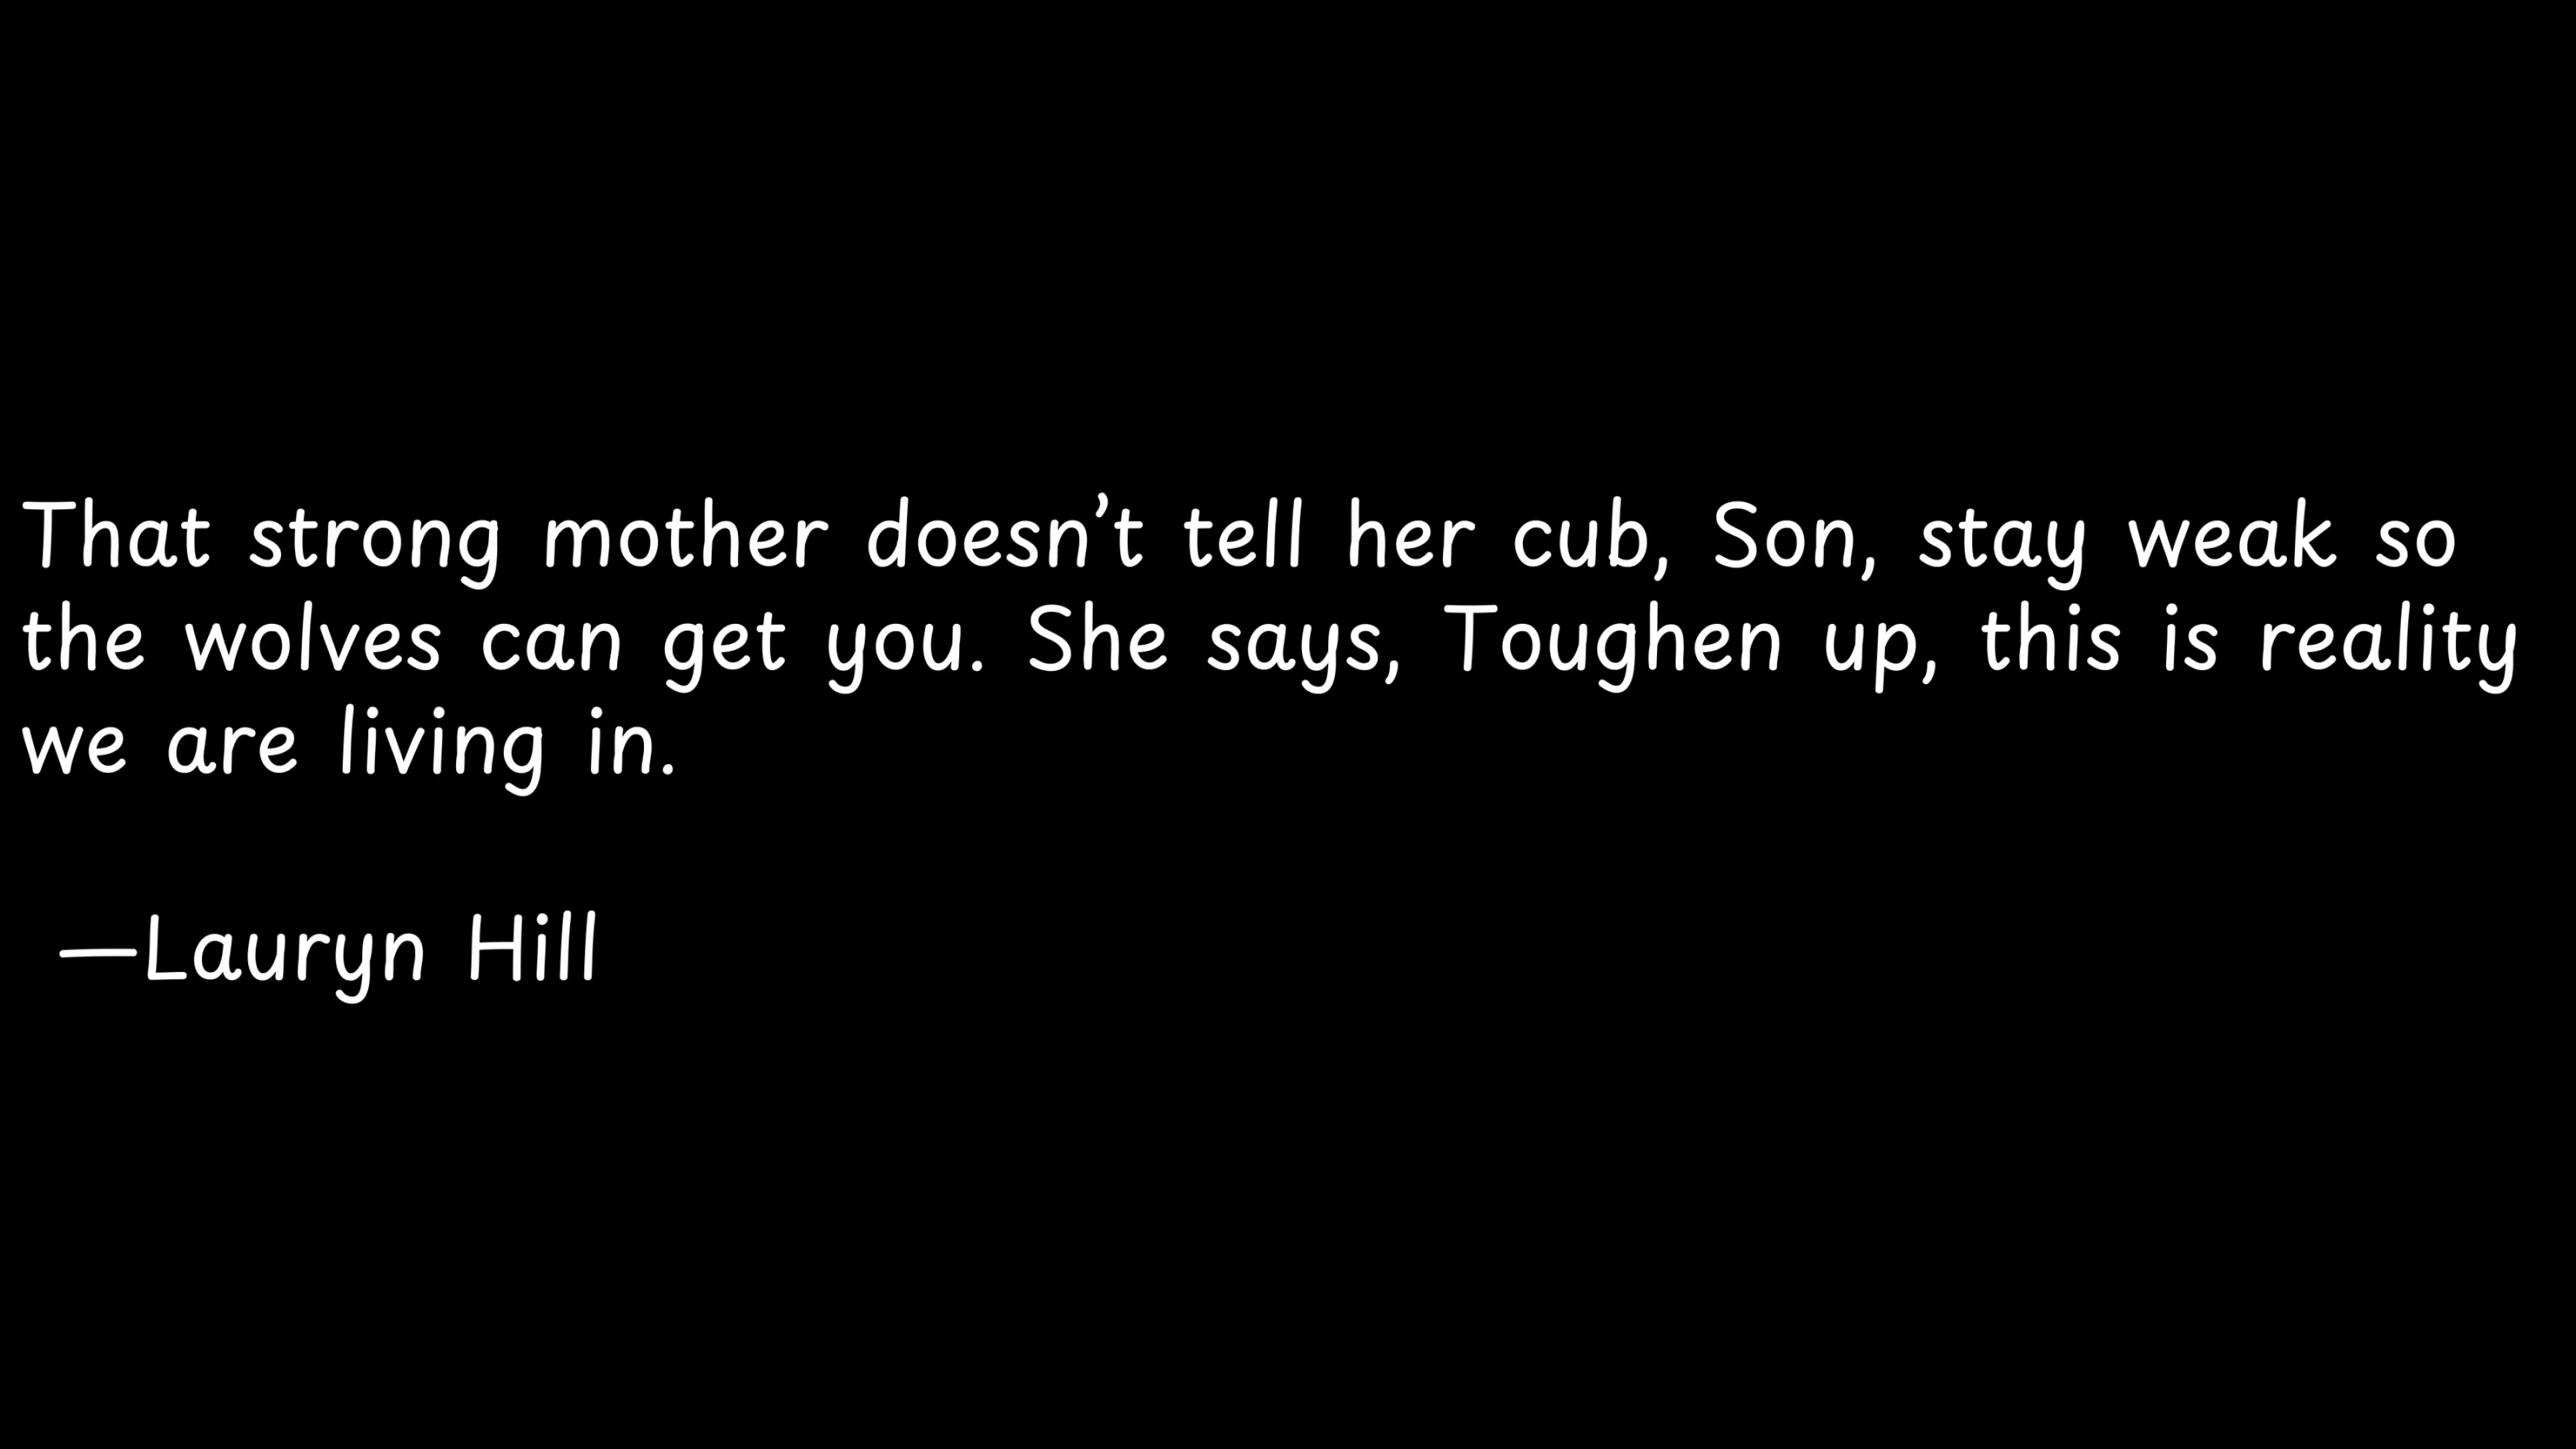 That strong mother doesn’t tell her cub, Son, stay weak so
the wolves can get you. She says, Toughen up, this is reality
we are living in.
—Lauryn Hill